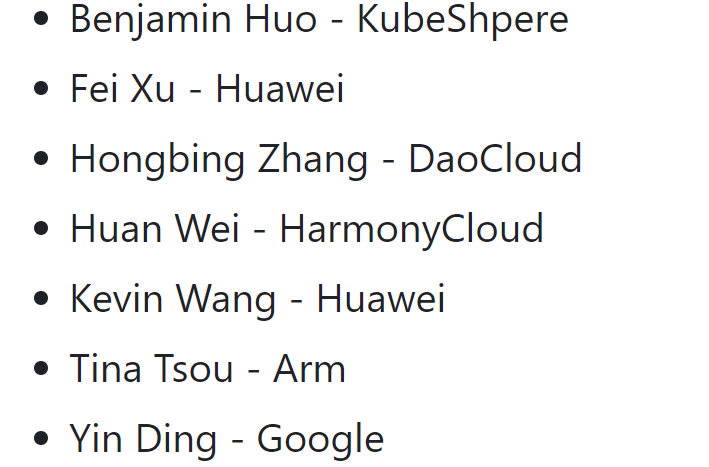 • Benjamin Huo - KubeShpere
• Fei Xu - Huawei
• Hongbing Zhang - DaoCloud
• Huan Wei - HarmonyCloud
• Kevin Wang - Huawei
• Tina Tsou - Arm
• Yin Ding - Google